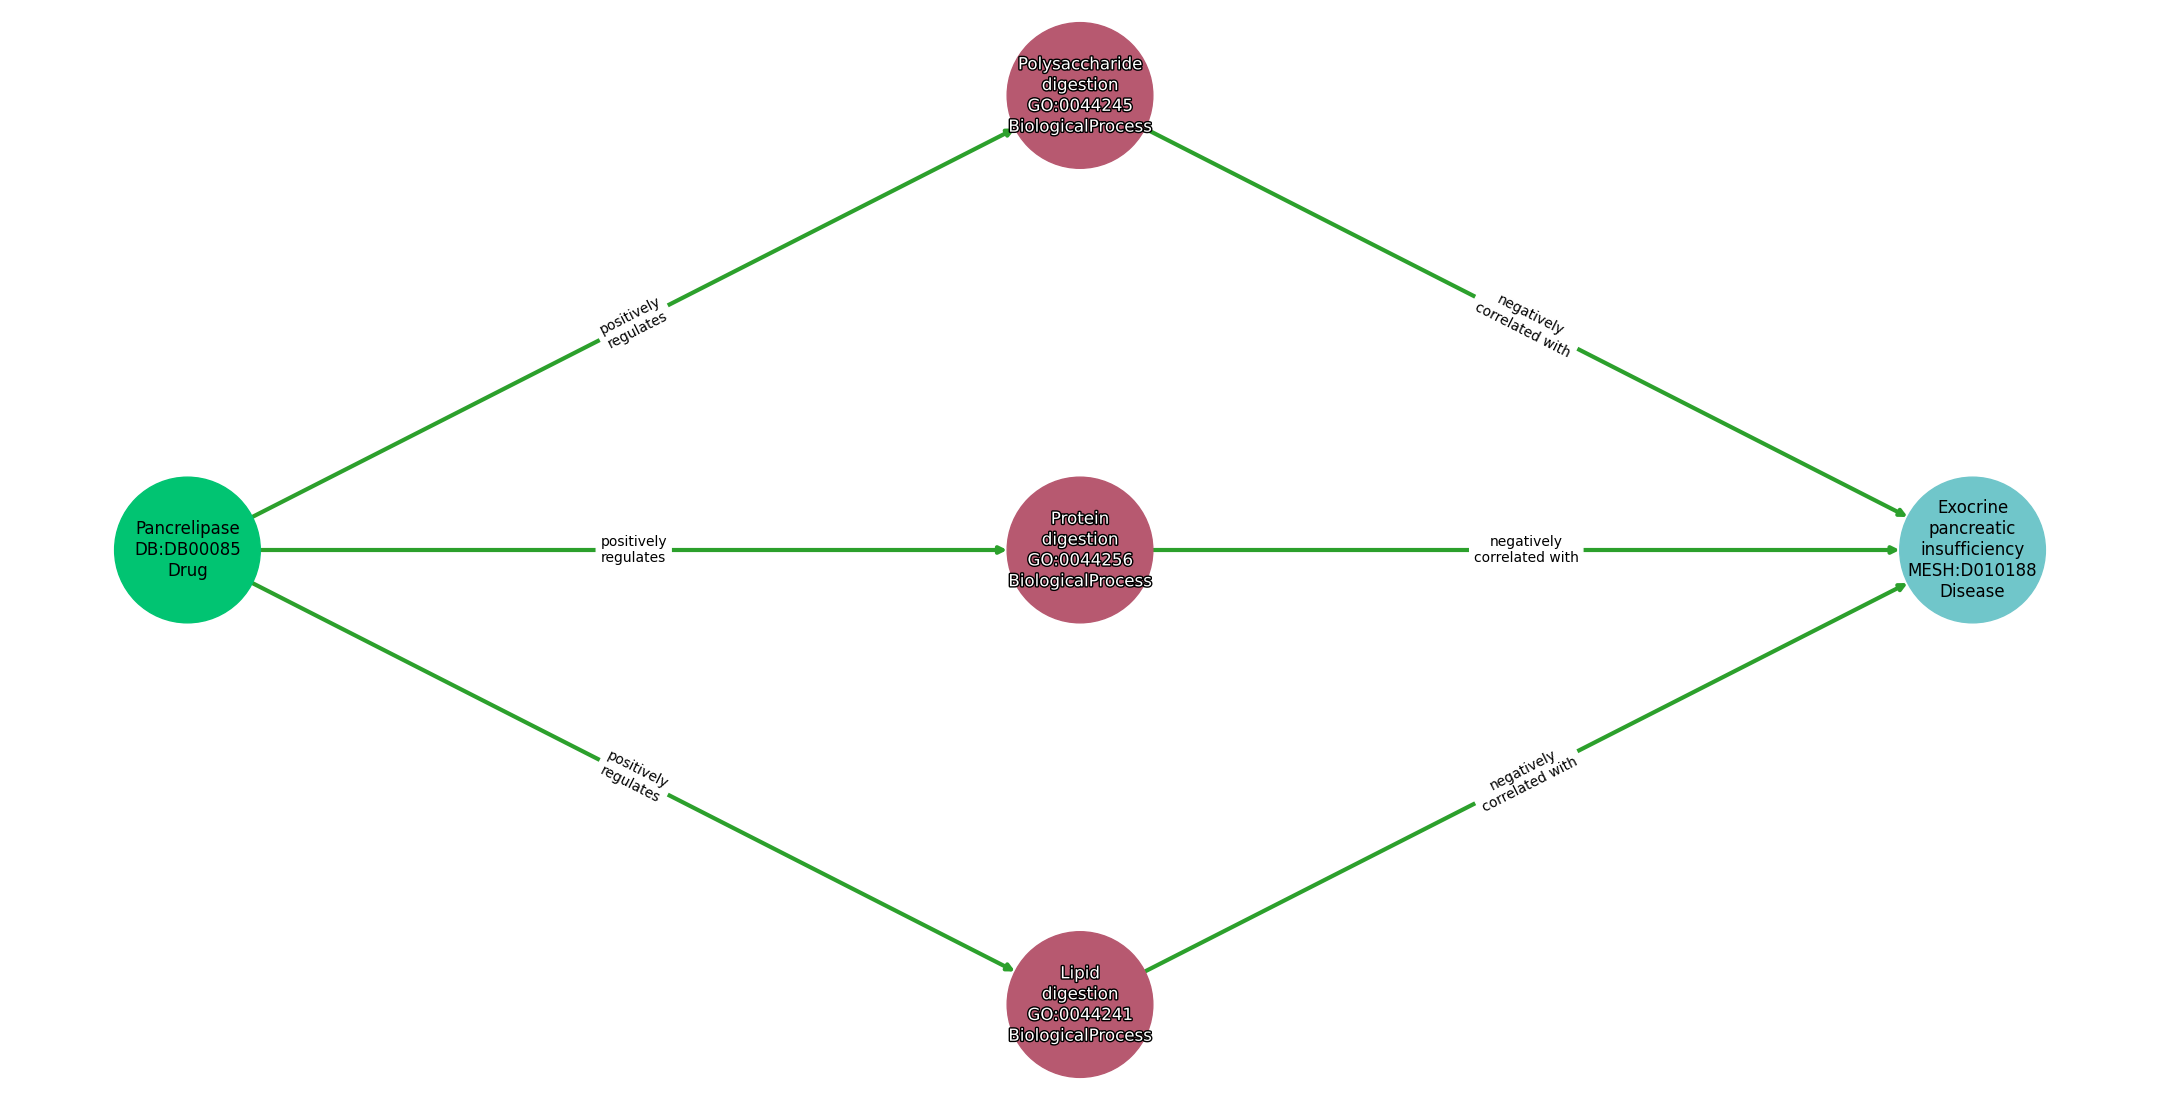 Polysaccharide
digestion
GO:0044245
BiologicalProcess
positively
regulates
negatively
correlated with
Pancrelipase
DB:DB00085
Drug
positively
regulates
Protein
digestion
GO:0044256
BiologicalProcess
negatively
correlated with
Exocrine
pancreatic
insufficiency
MESH:D010188
Disease
positively
regulates
negatively
correlated with
Lipid
digestion
GO:0044241
BiologicalProcess